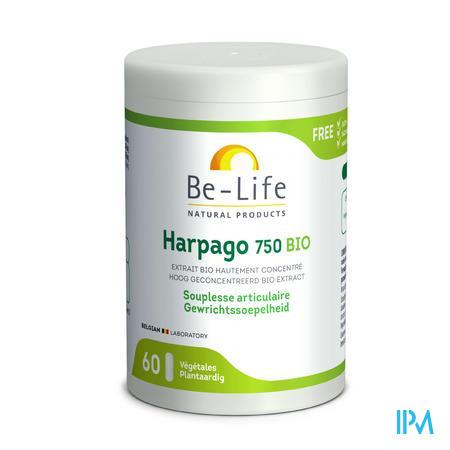 FREE
Be-Life
NATURAL PRODUCTS
Harpago 750 BIO
EXTRAIT BIO HAUTEMENT CONCENTRÉ
HOOG GECONCENTREERD BIO EXTRACT
Souplesse articulaire
Gewrichtssoepelheid
BELGIAN LABORATORY
60 Végétales
Plantaardig
IPM